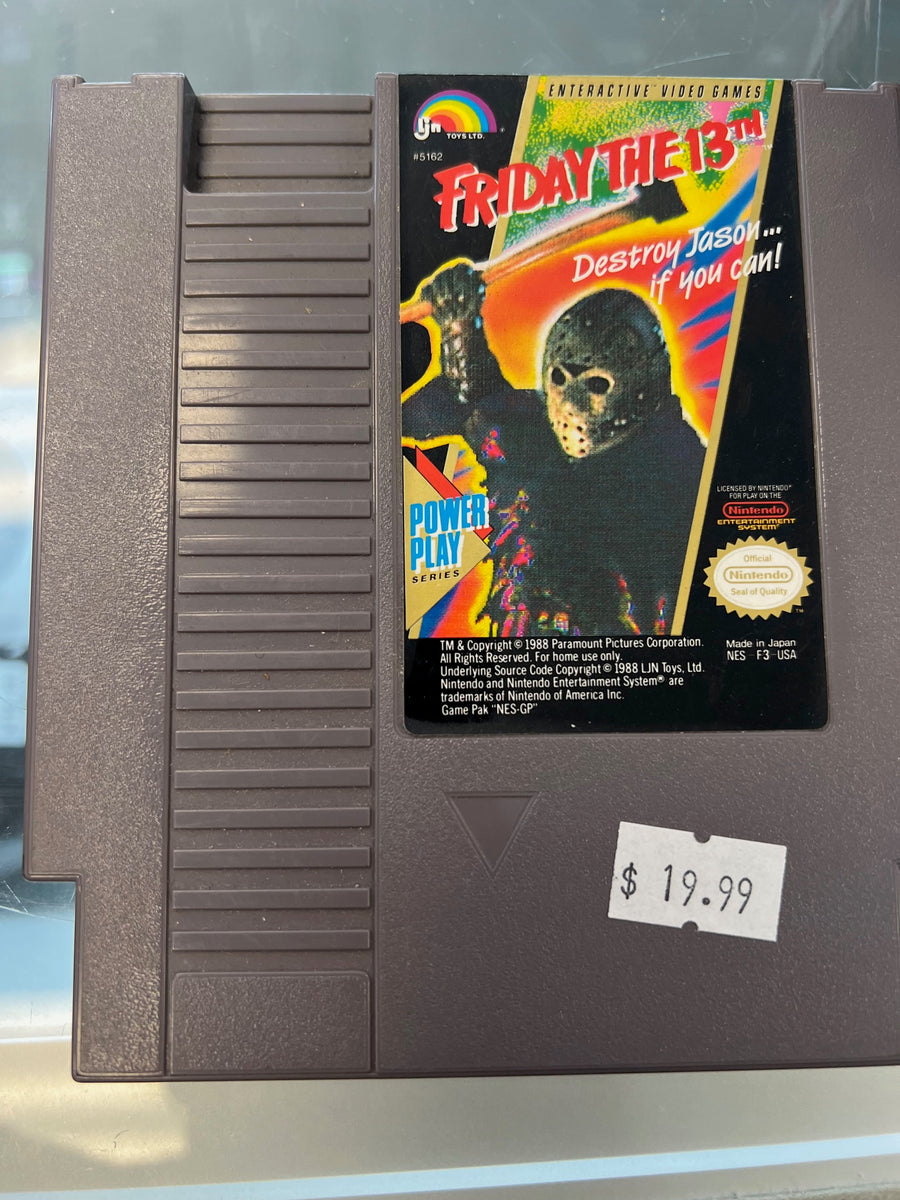 ENTERACTIVE™ VIDEO GAMES
LJN
TOYS LTD.
#5162
FRIDAY THE 13TH
Destroy Jason...
if you can!
POWER
PLAY
SERIES
LICENSED BY NINTENDO®
FOR PLAY ON THE
Nintendo
ENTERTAINMENT
SYSTEM®
Official
Nintendo
Seal of Quality
TM & Copyright © 1988 Paramount Pictures Corporation.
All Rights Reserved. For home use only.
Underlying Source Code Copyright © 1988 LJN Toys, Ltd.
Nintendo and Nintendo Entertainment System® are
trademarks of Nintendo of America Inc.
Game Pak "NES-GP"
Made in Japan
NES-F3-USA
$ 19.99